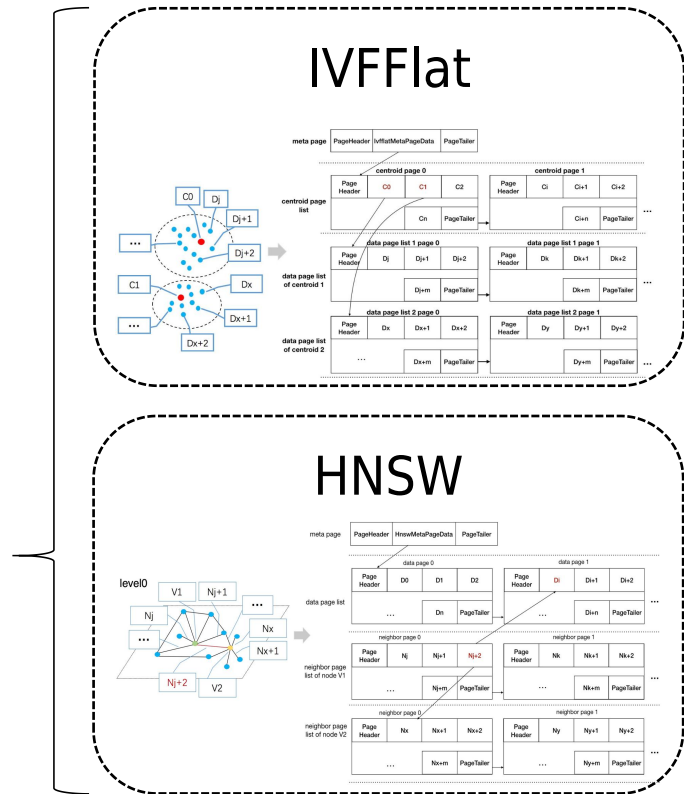 IVFFlat
meta page PageHeader IvfflatMetaPageData PageTailer
centroid page 0 centroid page 1
Page Header C0 C1 C2 Page Header Ci Ci+1 Ci+2
centroid page list
Cn PageTailer Ci+n PageTailer ...
data page list 1 page 0 data page list 1 page 1
Page Header Dj Dj+1 Dj+2 Page Header Dk Dk+1 Dk+2
data page list of centroid 1
Dj+m PageTailer Dk+m PageTailer ...
data page list 2 page 0 data page list 2 page 1
Page Header Dx Dx+1 Dx+2 Page Header Dy Dy+1 Dy+2
data page list of centroid 2
... Dx+m PageTailer ... Dy+m PageTailer ...
C0 Dj
Dj+1
...
Dj+2
C1 Dx
... Dx+1
Dx+2
HNSW
meta page PageHeader HnswMetaPageData PageTailer
data page 0 data page 1
Page Header D0 D1 D2 Page Header Di Di+1 Di+2
data page list
... Dn PageTailer ... Di+n PageTailer ...
neighbor page 0 neighbor page 1
Page Header Nj Nj+1 Nj+2 Page Header Nk Nk+1 Nk+2
neighbor page list of node V1
... Nj+m PageTailer ... Nk+m PageTailer ...
neighbor page 0 neighbor page 1
Page Header Nx Nx+1 Nx+2 Page Header Ny Ny+1 Ny+2
neighbor page list of node V2
... Nx+m PageTailer ... Ny+m PageTailer ...
level0
V1 Nj+1
Nj ...
... Nx
Nx+1
Nj+2 V2